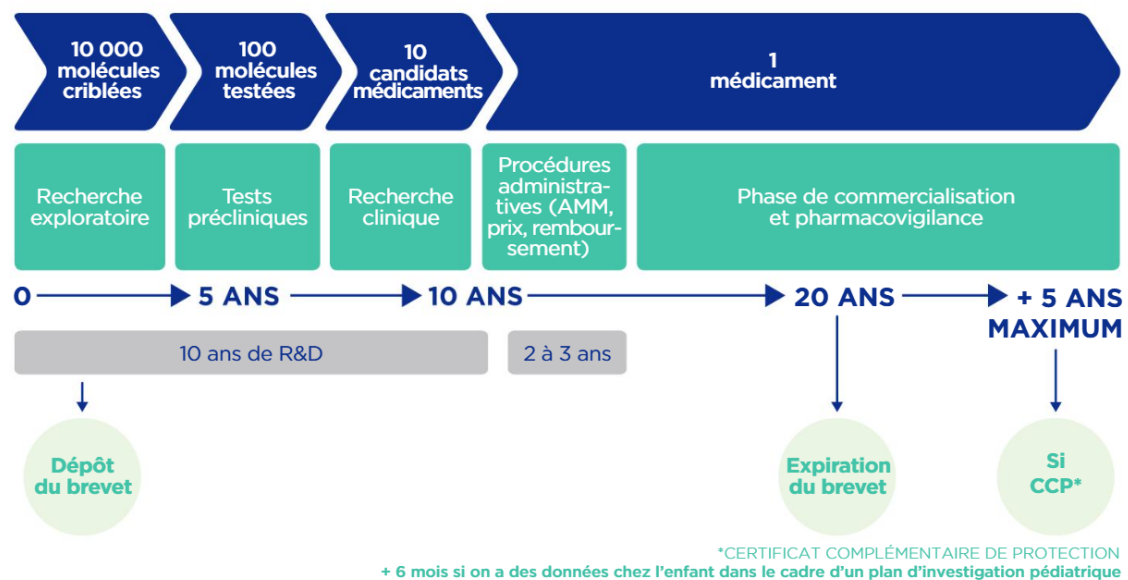 10 000
molécules
criblées
100
molécules
testées
10
candidats
médicaments
1
médicament
Recherche
exploratoire
Tests
précliniques
Recherche
clinique
Procédures
administra-
tives (AMM,
prix, rembour-
sement)
Phase de commercialisation
et pharmacovigilance
0
5 ANS
10 ANS
20 ANS
+ 5 ANS
MAXIMUM
10 ans de R&D
2 à 3 ans
Dépôt
du brevet
Expiration
du brevet
Si
CCP*
*CERTIFICAT COMPLÉMENTAIRE DE PROTECTION
+ 6 mois si on a des données chez l'enfant dans le cadre d'un plan d'investigation pédiatrique